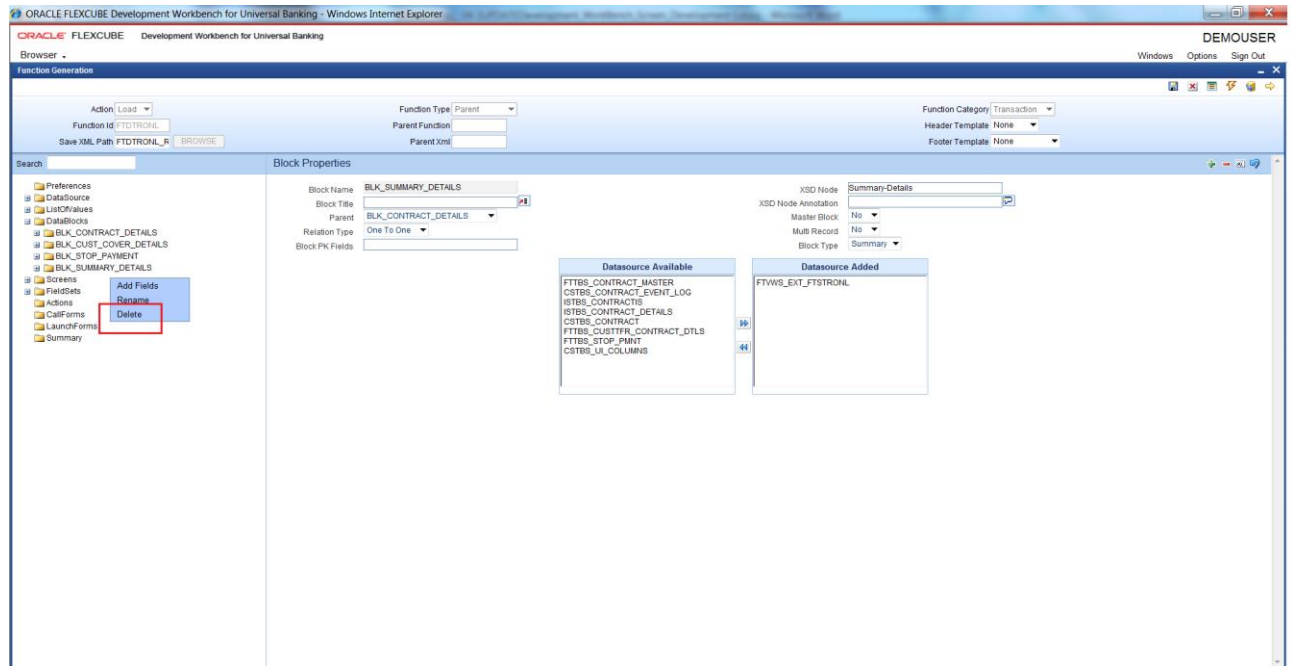 ORACLE FLEXCUBE Development Workbench for Universal Banking - Windows Internet Explorer
ORACLE FLEXCUBE Development Workbench for Universal Banking DEMOUSER
Browser Windows Options Sign Out
Function Generation
Action Load Function Type Parent Function Category Transaction
Function Id FTDTRONL Parent Function Header Template None
Save XML Path FTDTRONL_R BROWSE Parent Xml Footer Template None
Search
Preferences
DataSource
ListOfValues
DataBlocks
BLK_CONTRACT_DETAILS
BLK_CUST_COVER_DETAILS
BLK_STOP_PAYMENT
BLK_SUMMARY_DETAILS
Screens
FieldSets
Actions
CallForms
LaunchForms
Summary
Add Fields
Rename
Delete
Block Properties
Block Name BLK_SUMMARY_DETAILS XSD Node Summary-Details
Block Title XSD Node Annotation
Parent BLK_CONTRACT_DETAILS Master Block No
Relation Type One To One Multi Record No
Block PK Fields Block Type Summary
Datasource Available
FTTBS_CONTRACT_MASTER
CSTBS_CONTRACT_EVENT_LOG
ISTBS_CONTRACTIS
ISTBS_CONTRACT_DETAILS
CSTBS_CONTRACT
FTTBS_CUSTTFR_CONTRACT_DTLS
FTTBS_STOP_PMNT
CSTBS_UI_COLUMNS
Datasource Added
FTVWS_EXT_FTSTRONL